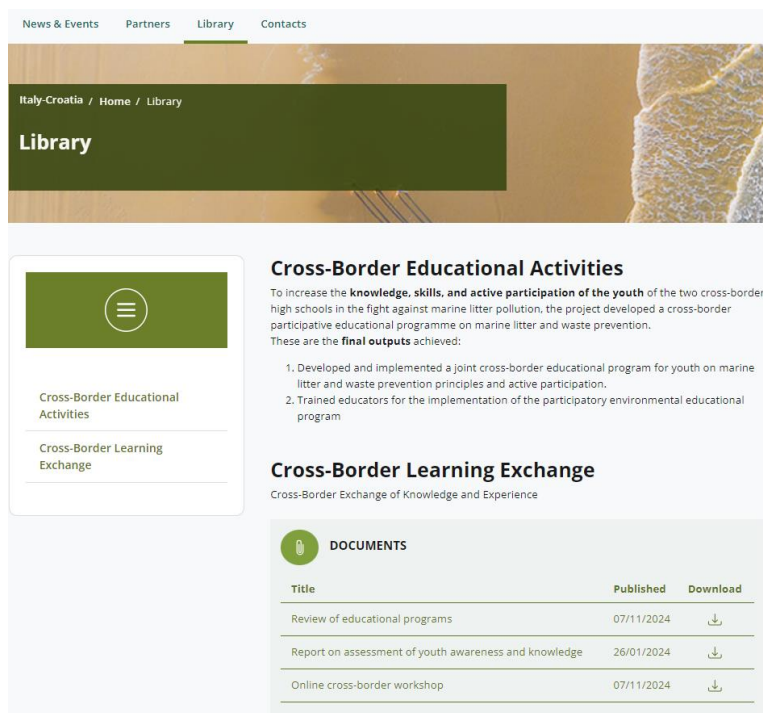 News & Events Partners Library Contacts
Italy-Croatia / Home / Library
Library
Cross-Border Educational
Activities
Cross-Border Learning
Exchange
Cross-Border Educational Activities
To increase the knowledge, skills, and active participation of the youth of the two cross-border
high schools in the fight against marine litter pollution, the project developed a cross-border
participative educational programme on marine litter and waste prevention.
These are the final outputs achieved:
1. Developed and implemented a joint cross-border educational program for youth on marine
litter and waste prevention principles and active participation.
2. Trained educators for the implementation of the participatory environmental educational
program
Cross-Border Learning Exchange
Cross-Border Exchange of Knowledge and Experience
DOCUMENTS
Title Published Download
Review of educational programs 07/11/2024
Report on assessment of youth awareness and knowledge 26/01/2024
Online cross-border workshop 07/11/2024